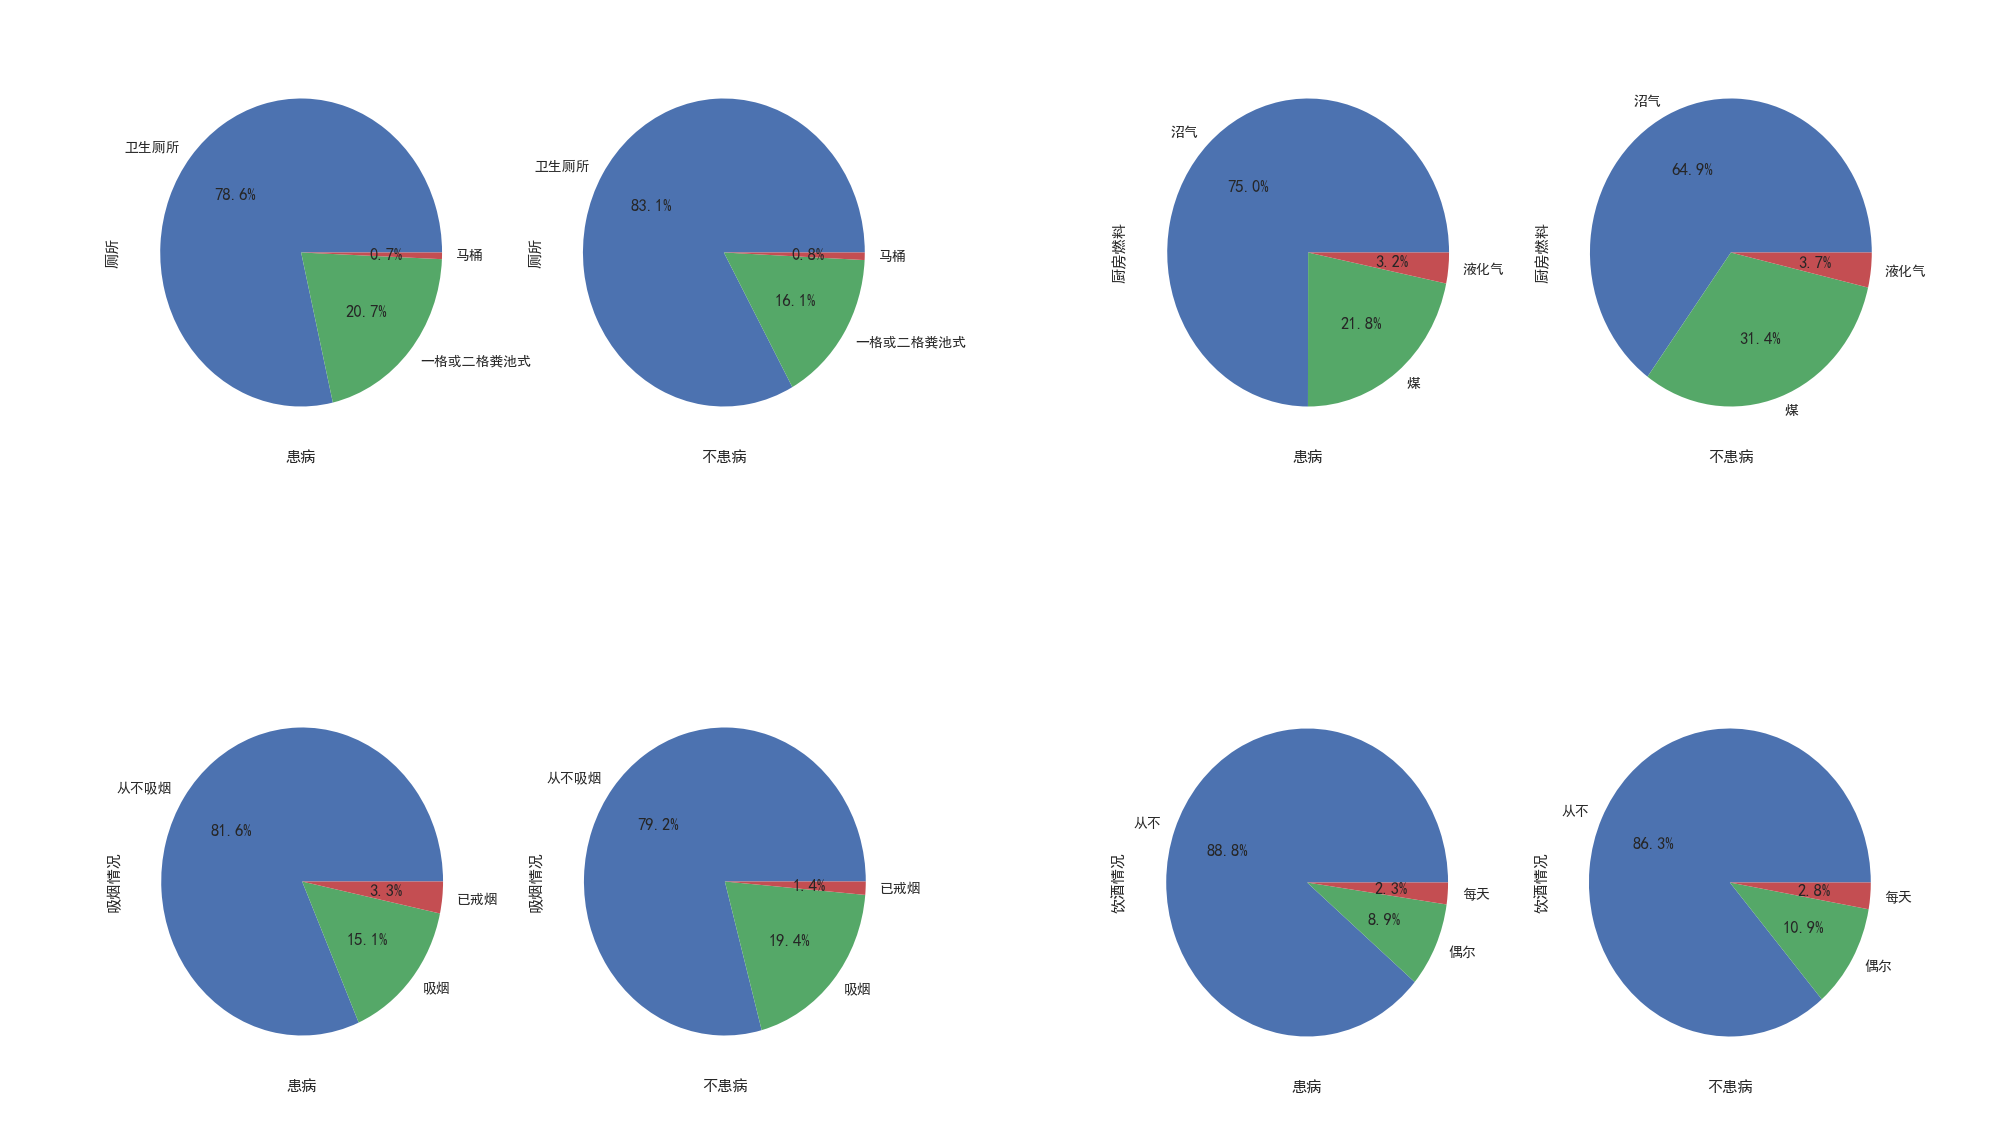 卫生厕所
78.6%
厕所
0.7%
马桶
20.7%
一格或二格粪池式
患病
卫生厕所
83.1%
厕所
0.8%
马桶
16.1%
一格或二格粪池式
不患病
沼气
75.0%
厨房燃料
3.2%
液化气
21.8%
煤
患病
沼气
64.9%
厨房燃料
3.7%
液化气
31.4%
煤
不患病
从不吸烟
81.6%
吸烟情况
3.3%
已戒烟
15.1%
吸烟
患病
从不吸烟
79.2%
吸烟情况
1.4%
已戒烟
19.4%
吸烟
不患病
从不
88.8%
饮酒情况
2.3%
每天
8.9%
偶尔
患病
从不
86.3%
饮酒情况
2.8%
每天
10.9%
偶尔
不患病